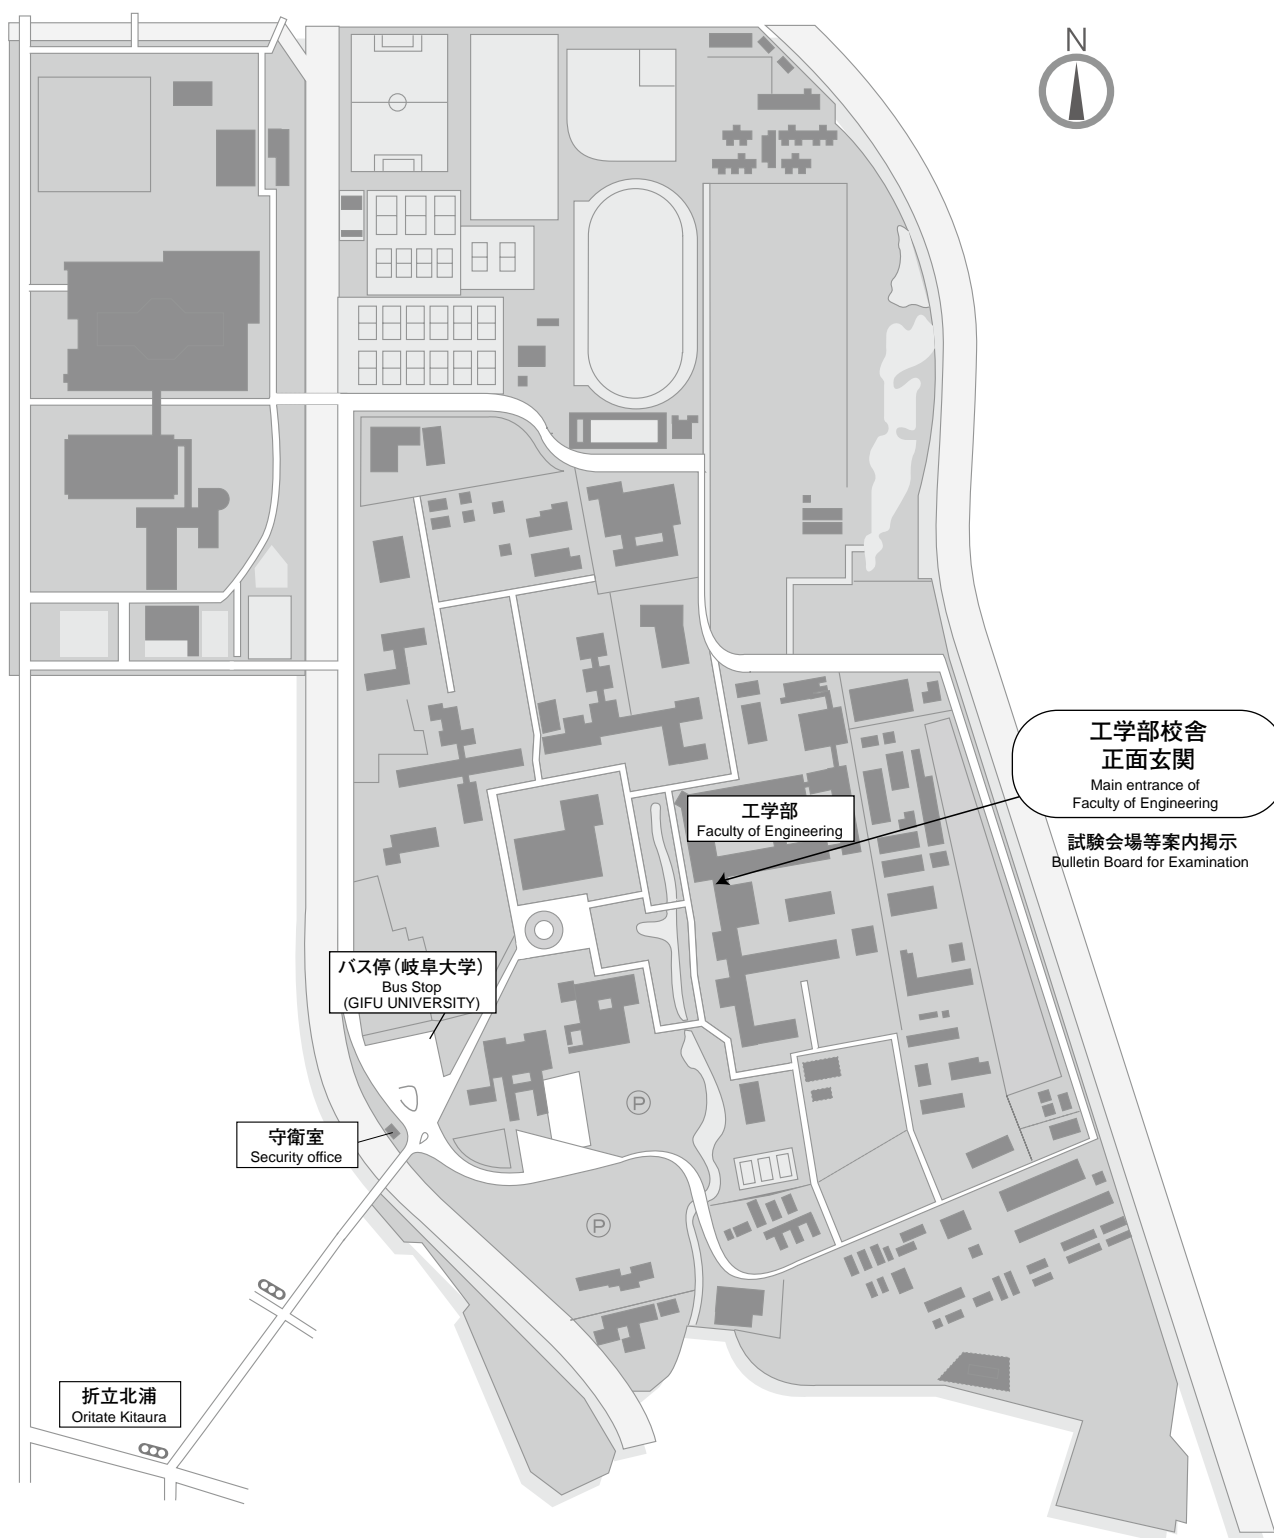 N
工学部校舎
正面玄関
Main entrance of
Faculty of Engineering
工学部
Faculty of Engineering
試験会場等案内掲示
Bulletin Board for Examination
バス停(岐阜大学)
Bus Stop
(GIFU UNIVERSITY)
P
守衛室
Security office
P
折立北浦
Oritate Kitaura